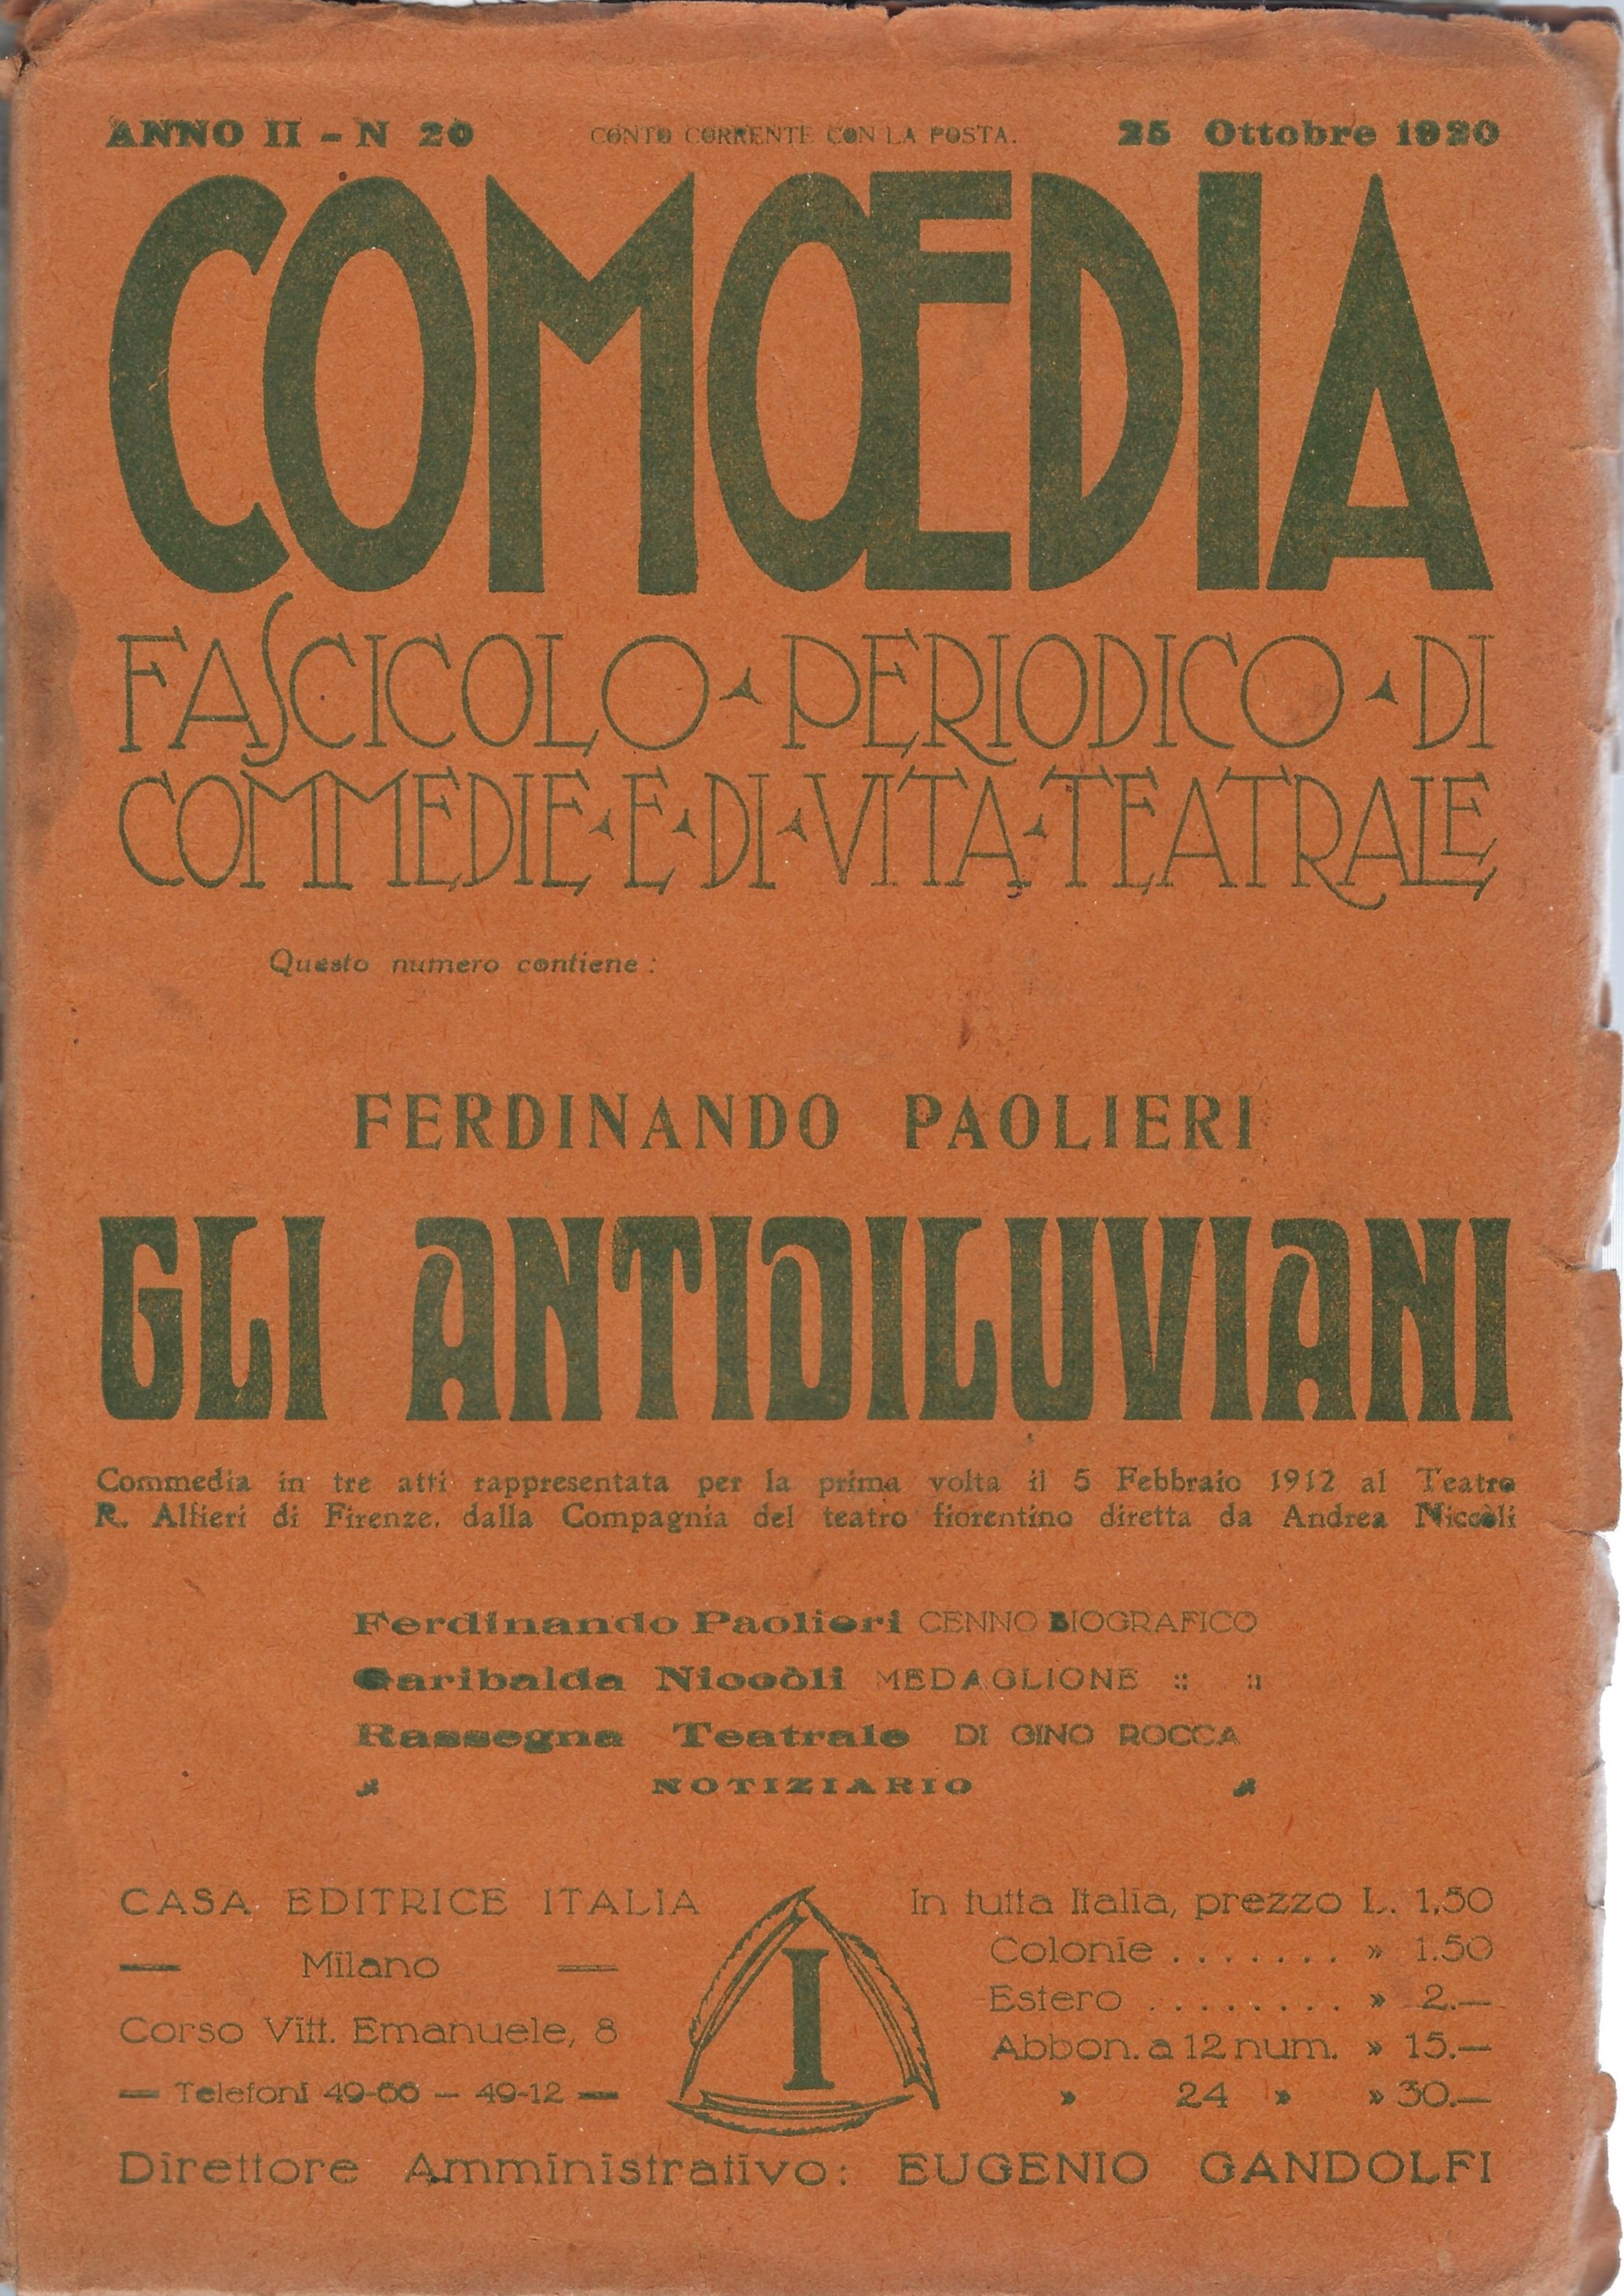 ANNO II - N 20 CONTO CORRENTE CON LA POSTA. 25 Ottobre 1920
COMŒDIA
FASCICOLO PERIODICO DI
COMMEDIE E DI VITA TEATRALE
Questo numero contiene:
FERDINANDO PAOLIERI
GLI ANTIDILUVIANI
Commedia in tre atti rappresentata per la prima volta il 5 Febbraio 1912 al Teatro
R. Alfieri di Firenze, dalla Compagnia del teatro fiorentino diretta da Andrea Niccòli
Ferdinando Paolieri CENNO BIOGRAFICO
Garibalda Niccòli MEDAGLIONE :: ::
Rassegna Teatrale DI GINO ROCCA
NOTIZIARIO
CASA EDITRICE ITALIA
— Milano —
Corso Vitt. Emanuele, 8
— Telefoni 49-66 — 49-12 —
I
In tutta Italia, prezzo L. 1.50
Colonie . . . . . . . » 1.50
Estero . . . . . . . . . » 2.—
Abbon. a 12 num. » 15.—
» 24 » » 30.—
Direttore Amministrativo: EUGENIO GANDOLFI